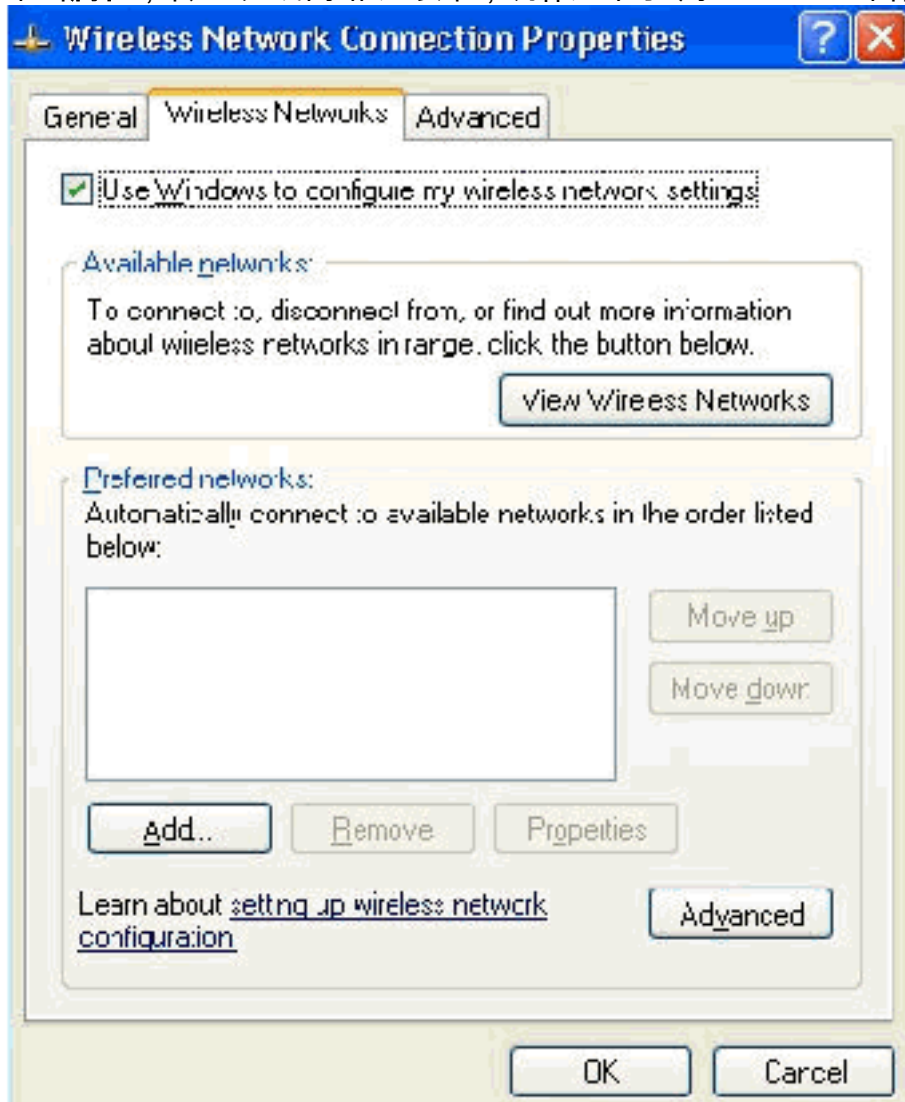 Wireless Network Connection Properties
General Wireless Networks Advanced
Use Windows to configure my wireless network settings
Available networks:
To connect to, disconnect from, or find out more information
about wireless networks in range, click the button below.
View Wireless Networks
Preferred networks:
Automatically connect to available networks in the order listed
below:
Move up
Move down
Add...
Remove
Properties
Learn about setting up wireless network
configuration.
Advanced
OK
Cancel